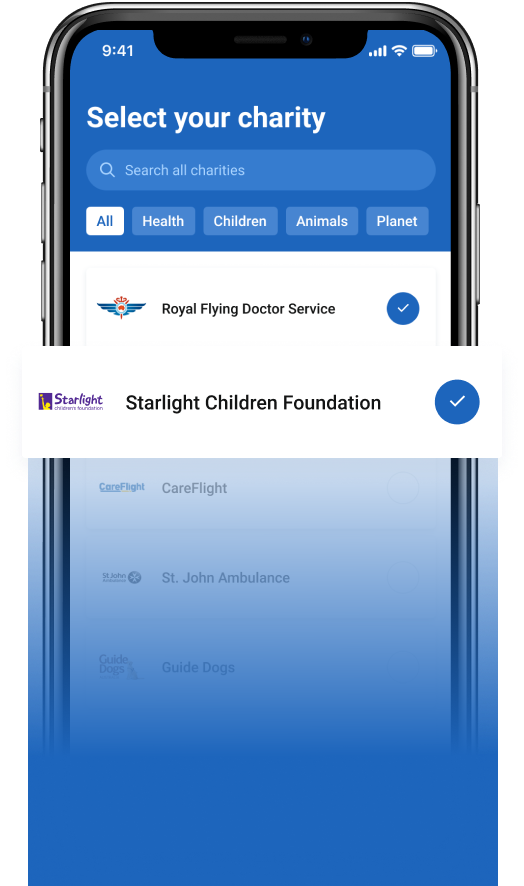 9:41
Select your charity
Search all charities
All Health Children Animals Planet
Royal Flying Doctor Service
Starlight
children's foundation
Starlight Children Foundation
CareFlight
CareFlight
St John
Ambulance
St. John Ambulance
Guide
Dogs
Guide Dogs